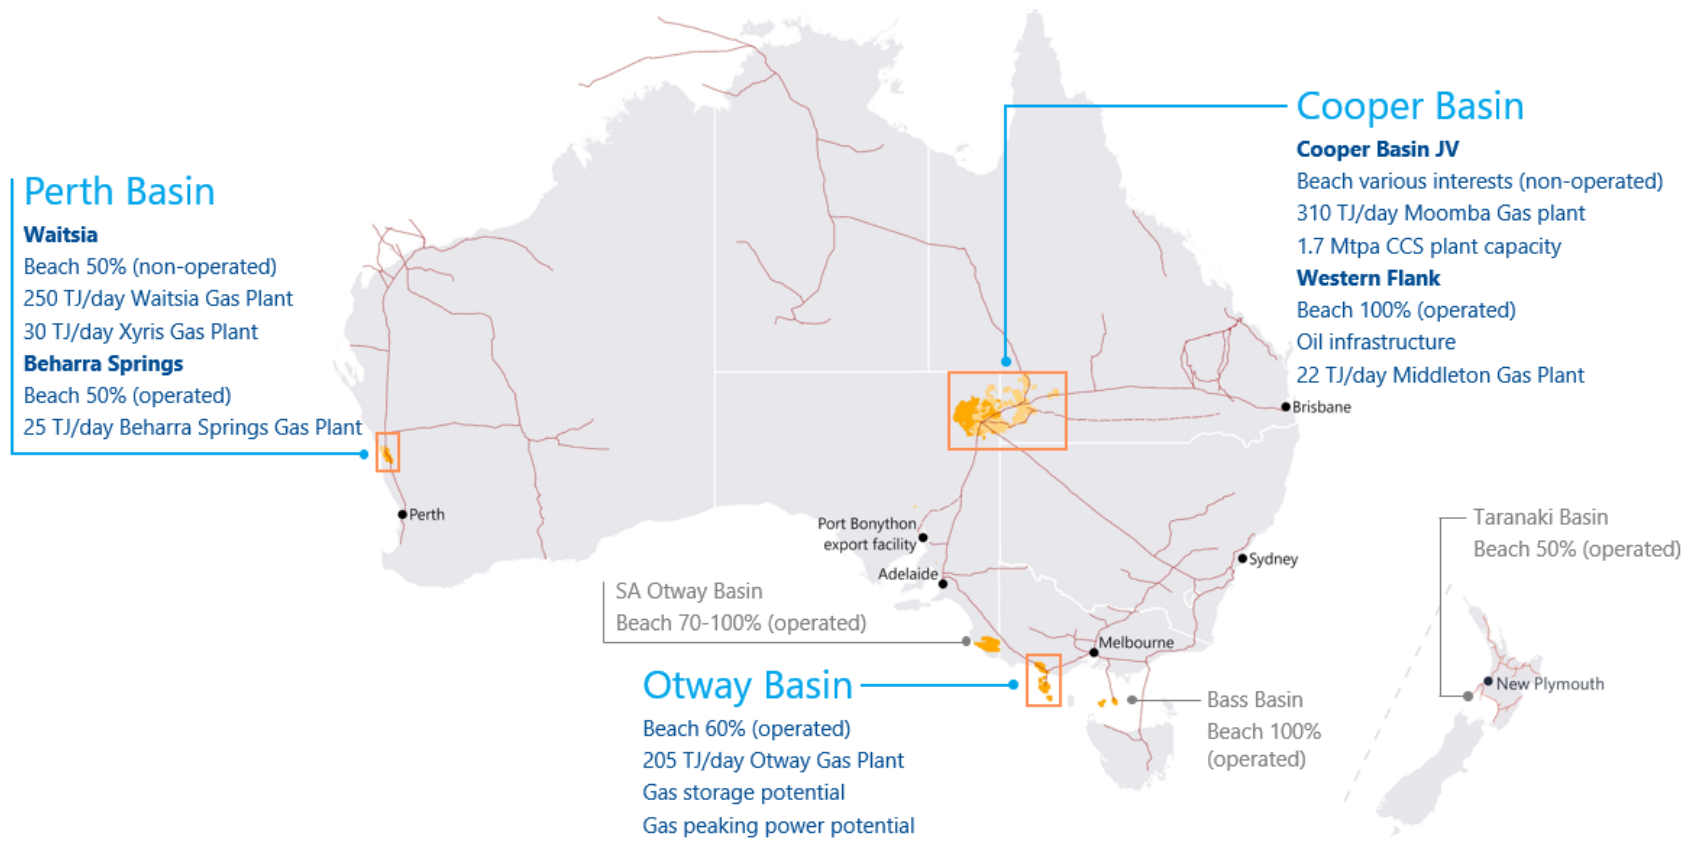 Perth Basin
Waitsia
Beach 50% (non-operated)
250 TJ/day Waitsia Gas Plant
30 TJ/day Xyris Gas Plant
Beharra Springs
Beach 50% (operated)
25 TJ/day Beharra Springs Gas Plant
Cooper Basin
Cooper Basin JV
Beach various interests (non-operated)
310 TJ/day Moomba Gas plant
1.7 Mtpa CCS plant capacity
Western Flank
Beach 100% (operated)
Oil infrastructure
22 TJ/day Middleton Gas Plant
Brisbane
Perth
Port Bonython
export facility
Adelaide
Sydney
Melbourne
SA Otway Basin
Beach 70-100% (operated)
Otway Basin
Beach 60% (operated)
205 TJ/day Otway Gas Plant
Gas storage potential
Gas peaking power potential
Bass Basin
Beach 100%
(operated)
Taranaki Basin
Beach 50% (operated)
New Plymouth